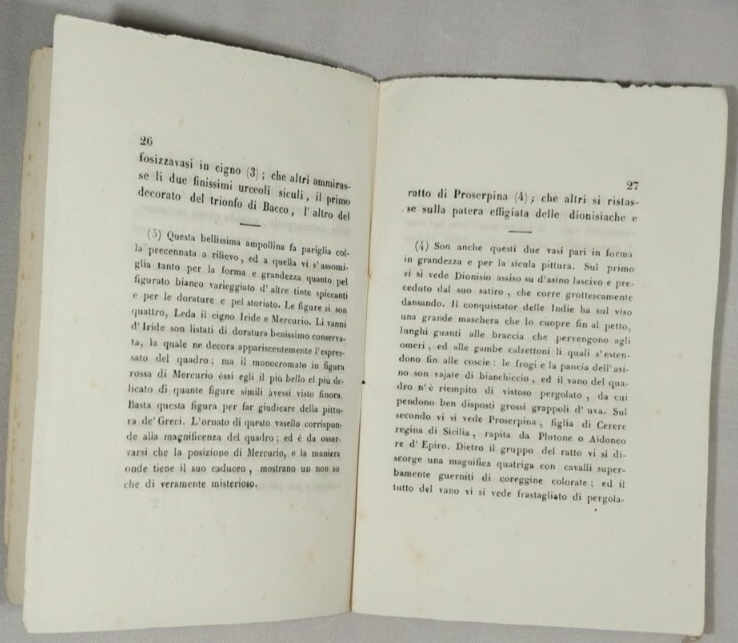 26
fosizzavasi in cigno (3) ; che altri ammiras-
se li due finissimi urceoli siculi, il primo
decorato del trionfo di Bacco, l'altro del
(3) Questa bellissima ampollina fa pariglia col-
la precennata a rilievo, ed a quella vi s'assomi-
glia tanto per la forma e grandezza quanto pel
figurato bianco varieggiato d'altre tinte spiccanti
e per le dorature e pel storiato. Le figure si son
quattro, Leda il cigno Iride e Mercurio. Li vanni
d'Iride son listati di doratura benissimo conserva-
ta, la quale ne decora appariscentemente l'espres-
sato del quadro; ma il monocromato in figura
rossa di Mercurio essi egli il più bello el più de-
licato di quante figure simili avessi visto finora.
Basta questa figura per far giudicare della pittu-
ra de' Greci. L'ornato di questo vasello corrispon-
de alla magnificenza del quadro; ed è da osser-
varsi che la posizione di Mercurio, e la maniera
onde tiene il suo caduceo, mostrano un non so
che di veramente misterioso.
27
ratto di Proserpina (4) ; che altri si ristas-
se sulla patera effigiata delle dionisiache e
(4) Son anche questi due vasi pari in forma
in grandezza e per la sicula pittura. Sul primo
vi si vede Dionisio assiso su d'asino lascivo e pre-
ceduto dal suo satiro, che corre grottescamente
dansando. Il conquistator delle Indie ha sul viso
una grande maschera che lo cuopre fin al petto,
lunghi guanti alle braccia che pervengono agli
omeri, ed alle gambe calzettoni li quali s'esten-
dono fin alle coscie: le frogi e la pancia dell'asi-
no son vajate di bianchiccio, ed il vano del qua-
dro n'è riempito di vistoso pergolato, da cui
pendono ben disposti grossi grappoli d'uva. Sul
secondo vi si vede Proserpina, figlia di Cerere
regina di Sicilia, rapita da Plutone o Aidoneo
re d'Epiro. Dietro il gruppo del ratto vi si di-
scorge una magnifica quatriga con cavalli super-
bamente guerniti di coreggine colorate; ed il
tutto del vano vi si vede frastagliato di pergola-